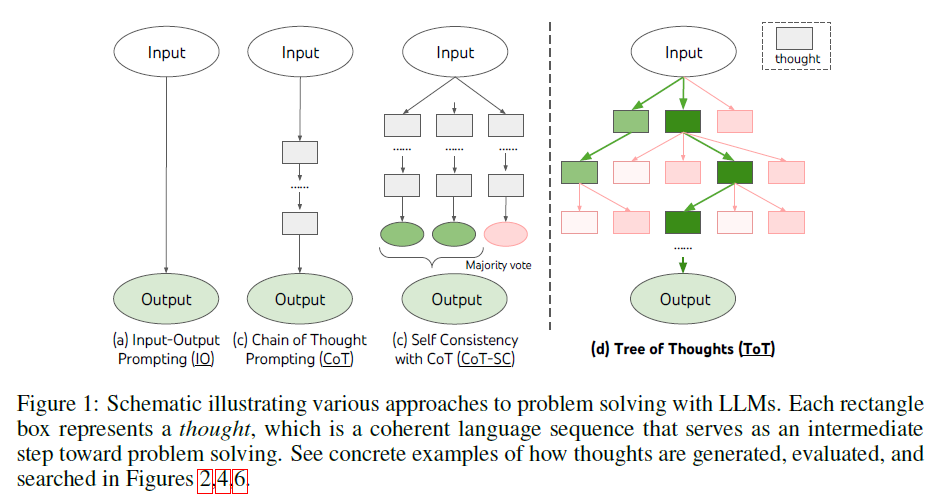 Input
Input
Input
Input
thought
......
......
......
......
......
Majority vote
Output
Output
Output
Output
(a) Input-Output
Prompting (IO)
(c) Chain of Thought
Prompting (CoT)
(c) Self Consistency
with CoT (CoT-SC)
(d) Tree of Thoughts (ToT)
Figure 1: Schematic illustrating various approaches to problem solving with LLMs. Each rectangle
box represents a thought, which is a coherent language sequence that serves as an intermediate
step toward problem solving. See concrete examples of how thoughts are generated, evaluated, and
searched in Figures 2,4,6.